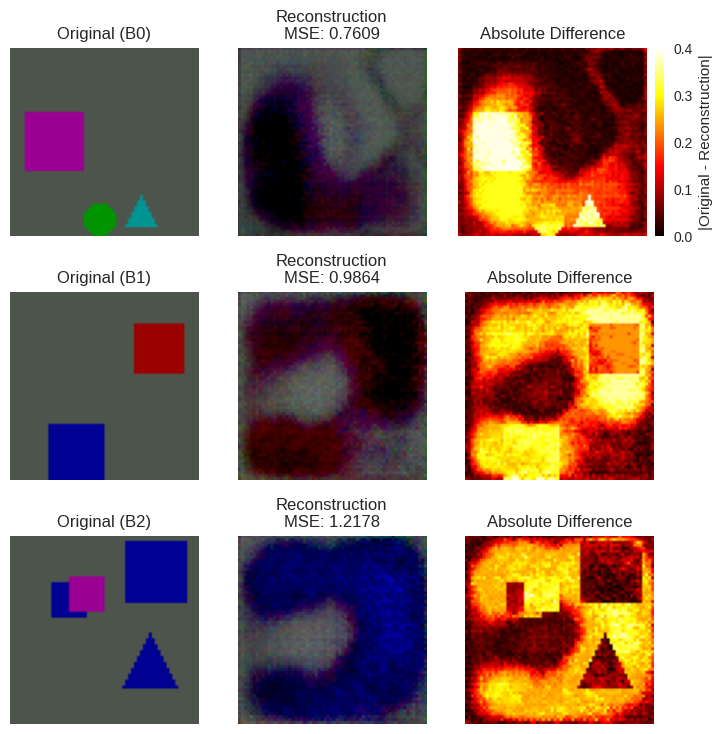 Original (B0)
Reconstruction
MSE: 0.7609
Absolute Difference
0.4
0.3
0.2
0.1
0.0
|Original - Reconstruction|
Original (B1)
Reconstruction
MSE: 0.9864
Absolute Difference
Original (B2)
Reconstruction
MSE: 1.2178
Absolute Difference